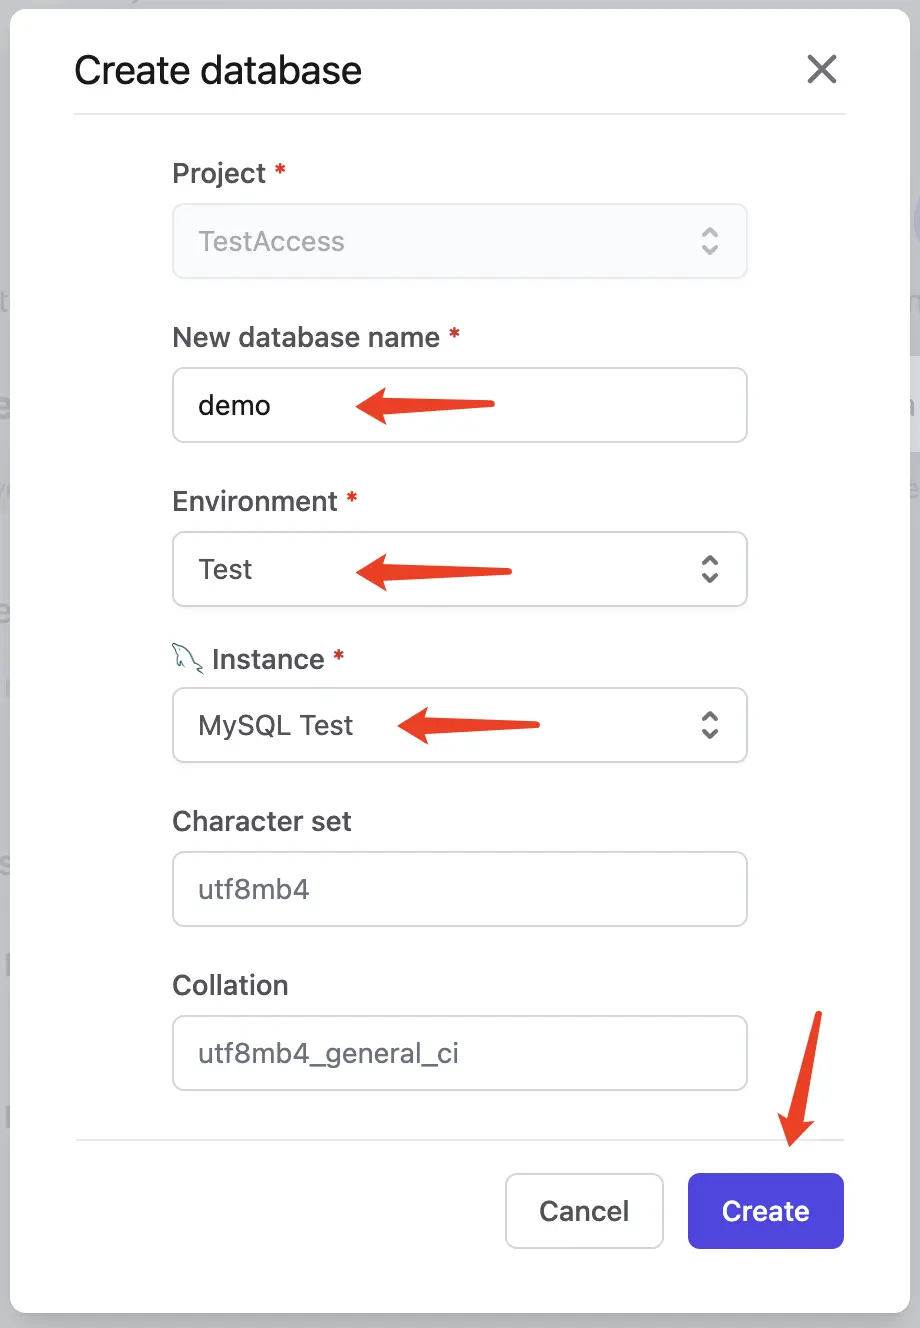 Create database
Project *
TestAccess
New database name *
demo
Environment *
Test
Instance *
MySQL Test
Character set
utf8mb4
Collation
utf8mb4_general_ci
Cancel
Create